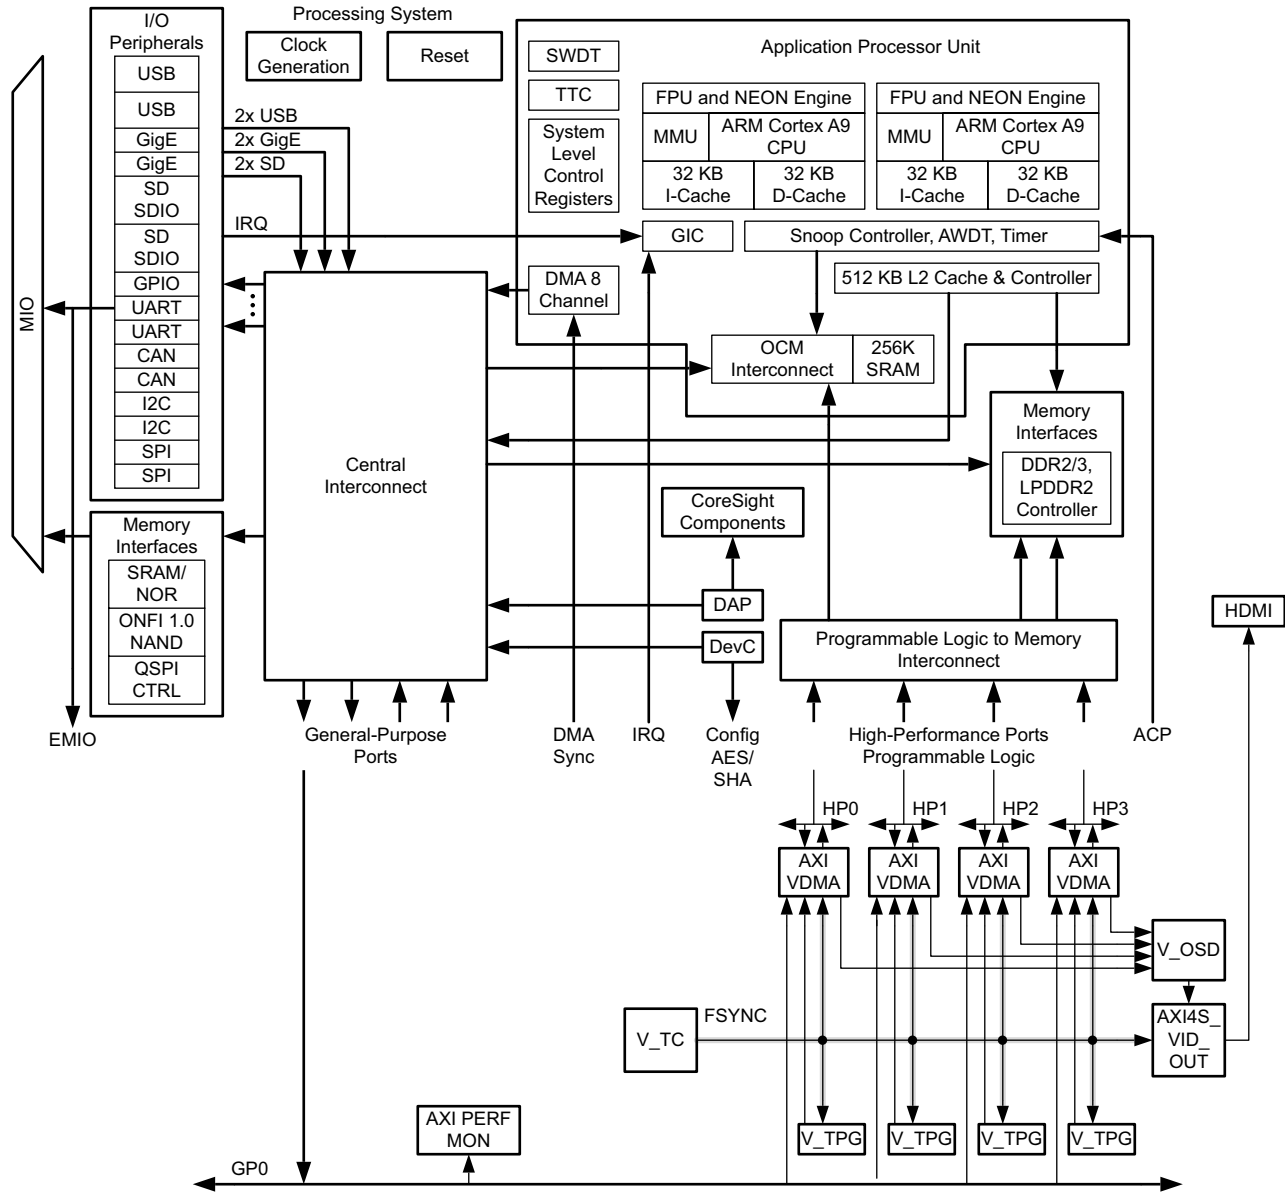 Processing System
I/O
Peripherals
USB
USB
GigE
GigE
SD
SDIO
SD
SDIO
GPIO
UART
UART
CAN
CAN
I2C
I2C
SPI
SPI
MIO
Memory
Interfaces
SRAM/
NOR
ONFI 1.0
NAND
QSPI
CTRL
EMIO
Clock
Generation
Reset
2x USB
2x GigE
2x SD
IRQ
Central
Interconnect
General-Purpose
Ports
Application Processor Unit
SWDT
TTC
System
Level
Control
Registers
FPU and NEON Engine
MMU
ARM Cortex A9
CPU
32 KB
I-Cache
32 KB
D-Cache
FPU and NEON Engine
MMU
ARM Cortex A9
CPU
32 KB
I-Cache
32 KB
D-Cache
GIC
Snoop Controller, AWDT, Timer
DMA 8
Channel
512 KB L2 Cache & Controller
OCM
Interconnect
256K
SRAM
Memory
Interfaces
DDR2/3,
LPDDR2
Controller
CoreSight
Components
DAP
DevC
Programmable Logic to Memory
Interconnect
HDMI
DMA
Sync
IRQ
Config
AES/
SHA
High-Performance Ports
Programmable Logic
ACP
HP0
HP1
HP2
HP3
AXI
VDMA
AXI
VDMA
AXI
VDMA
AXI
VDMA
V_OSD
V_TC
FSYNC
AXI4S_
VID_
OUT
V_TPG
V_TPG
V_TPG
V_TPG
AXI PERF
MON
GP0